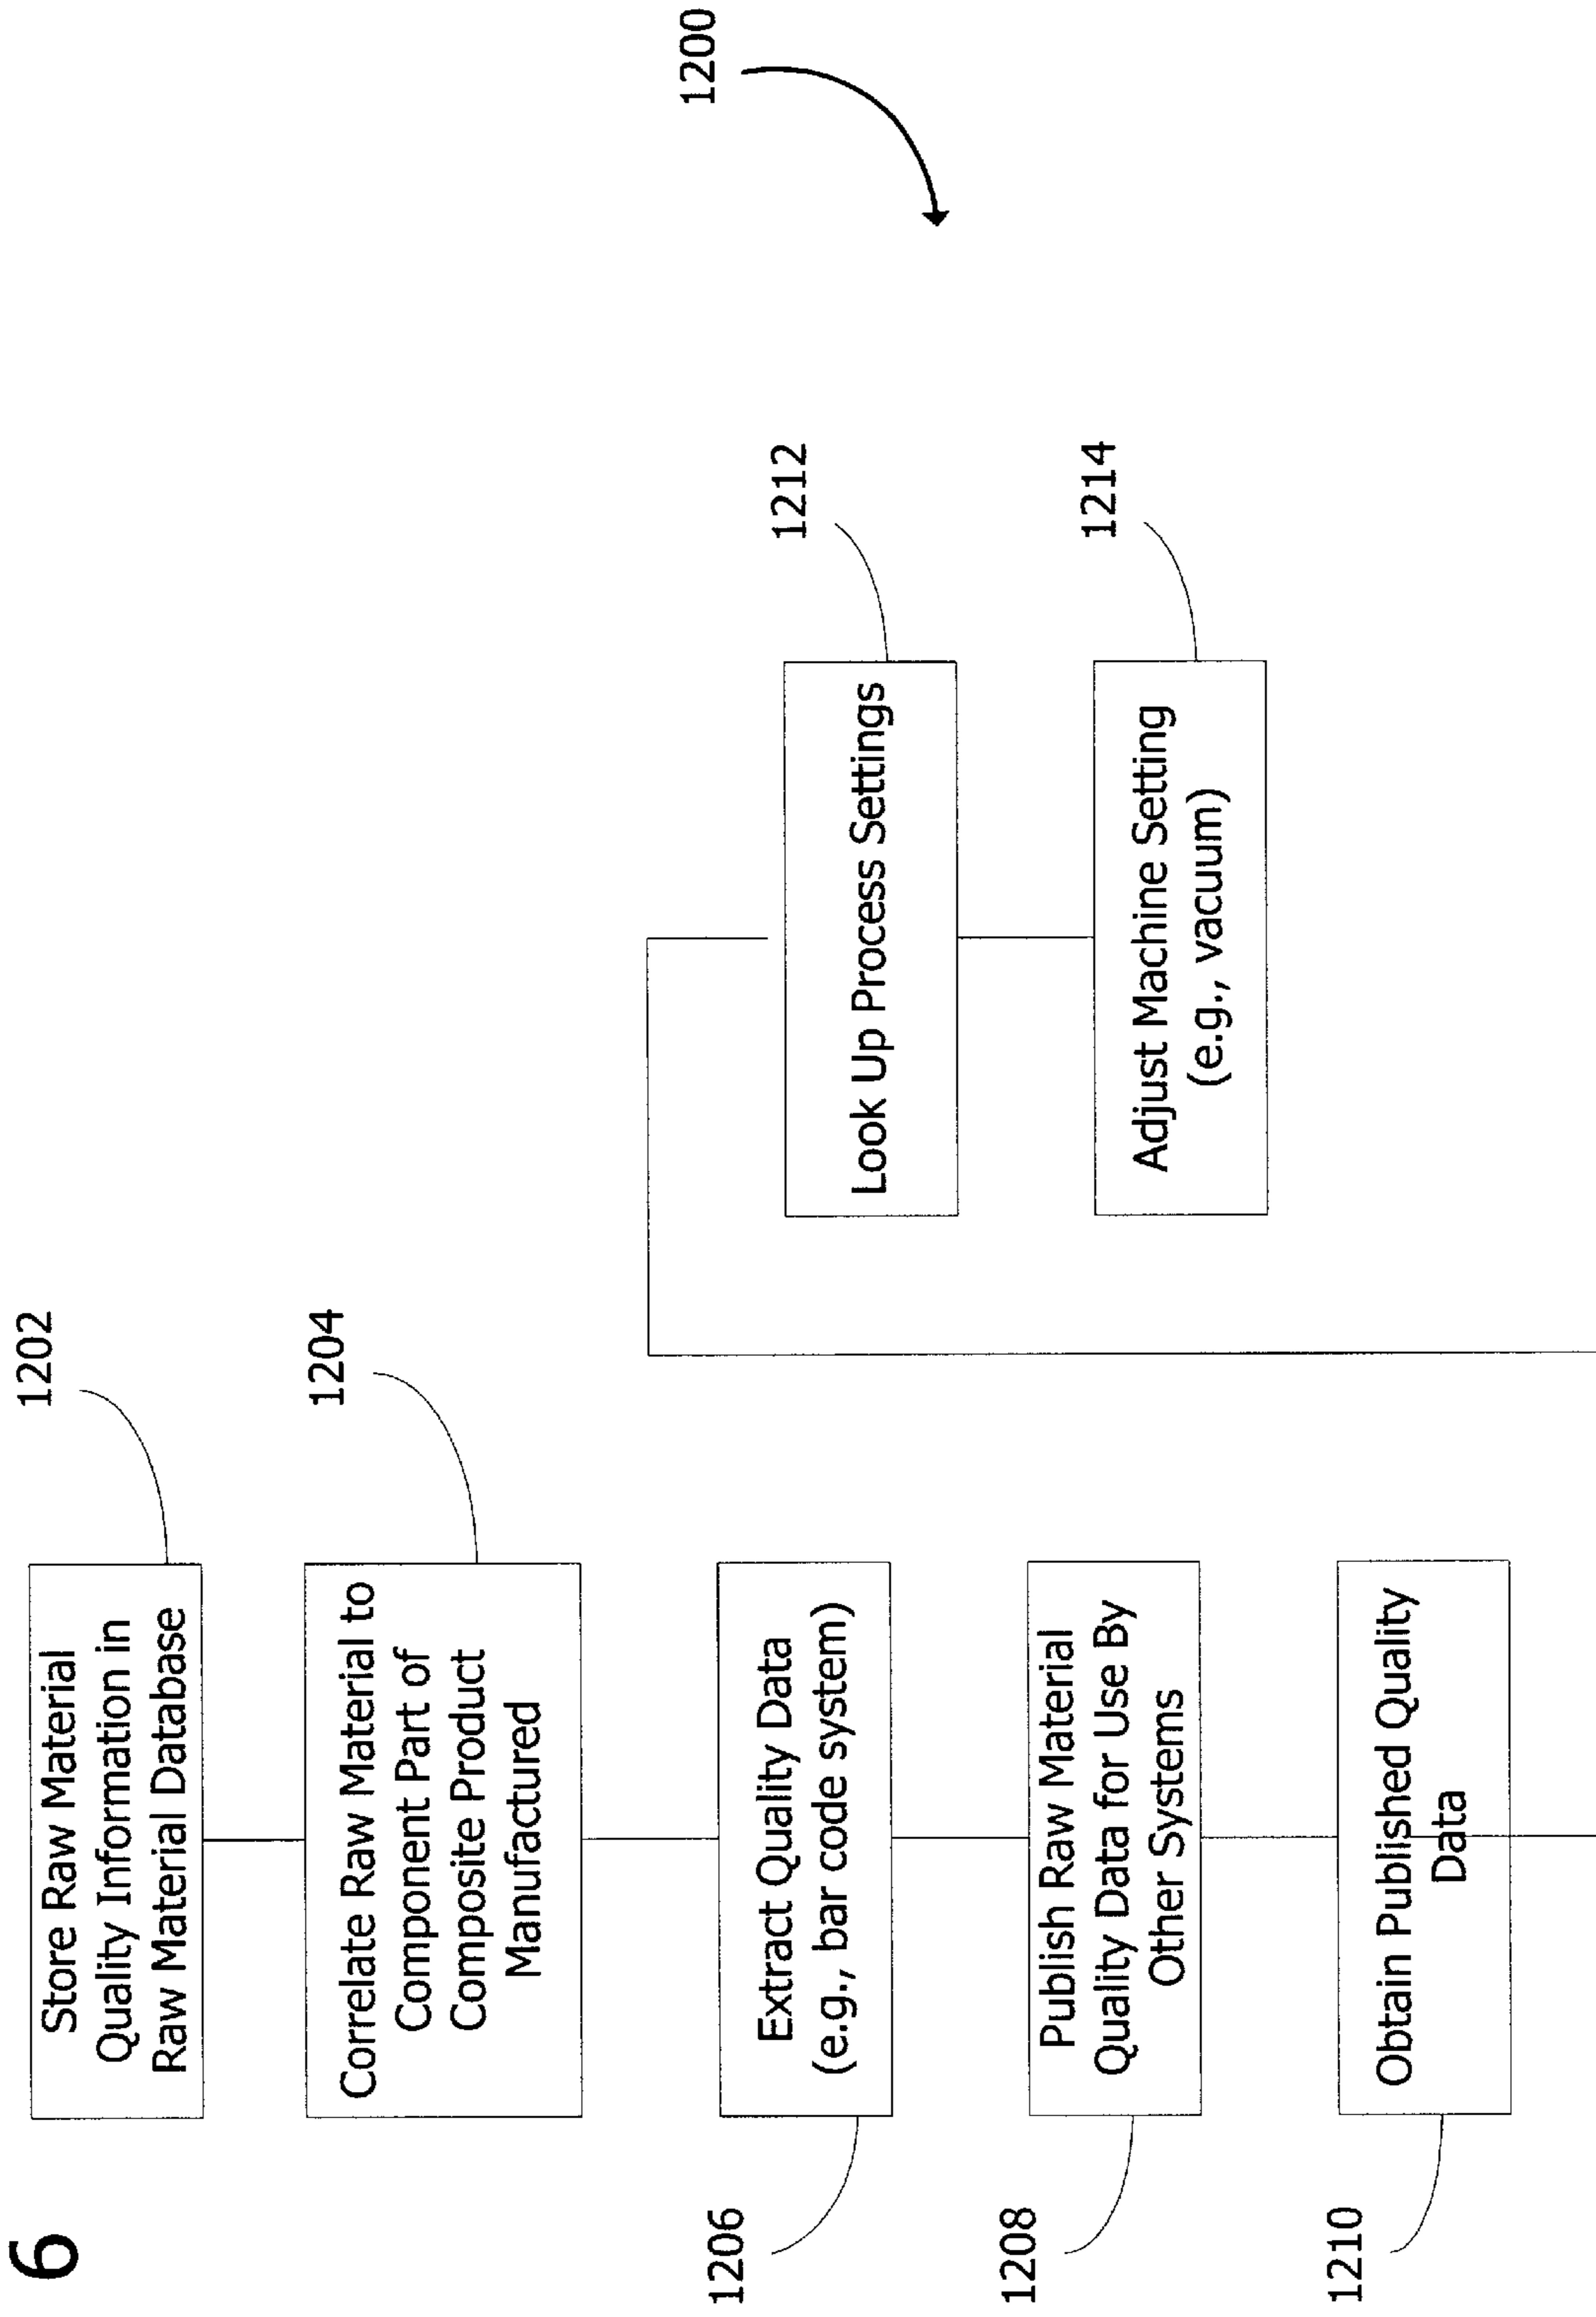 6
1200
1202
Store Raw Material
Quality Information in
Raw Material Database
1204
Correlate Raw Material to
Component Part of
Composite Product
Manufactured
1206
Extract Quality Data
(e.g., bar code system)
1208
Publish Raw Material
Quality Data for Use By
Other Systems
1210
Obtain Published Quality
Data
1212
Look Up Process Settings
1214
Adjust Machine Setting
(e.g., vacuum)